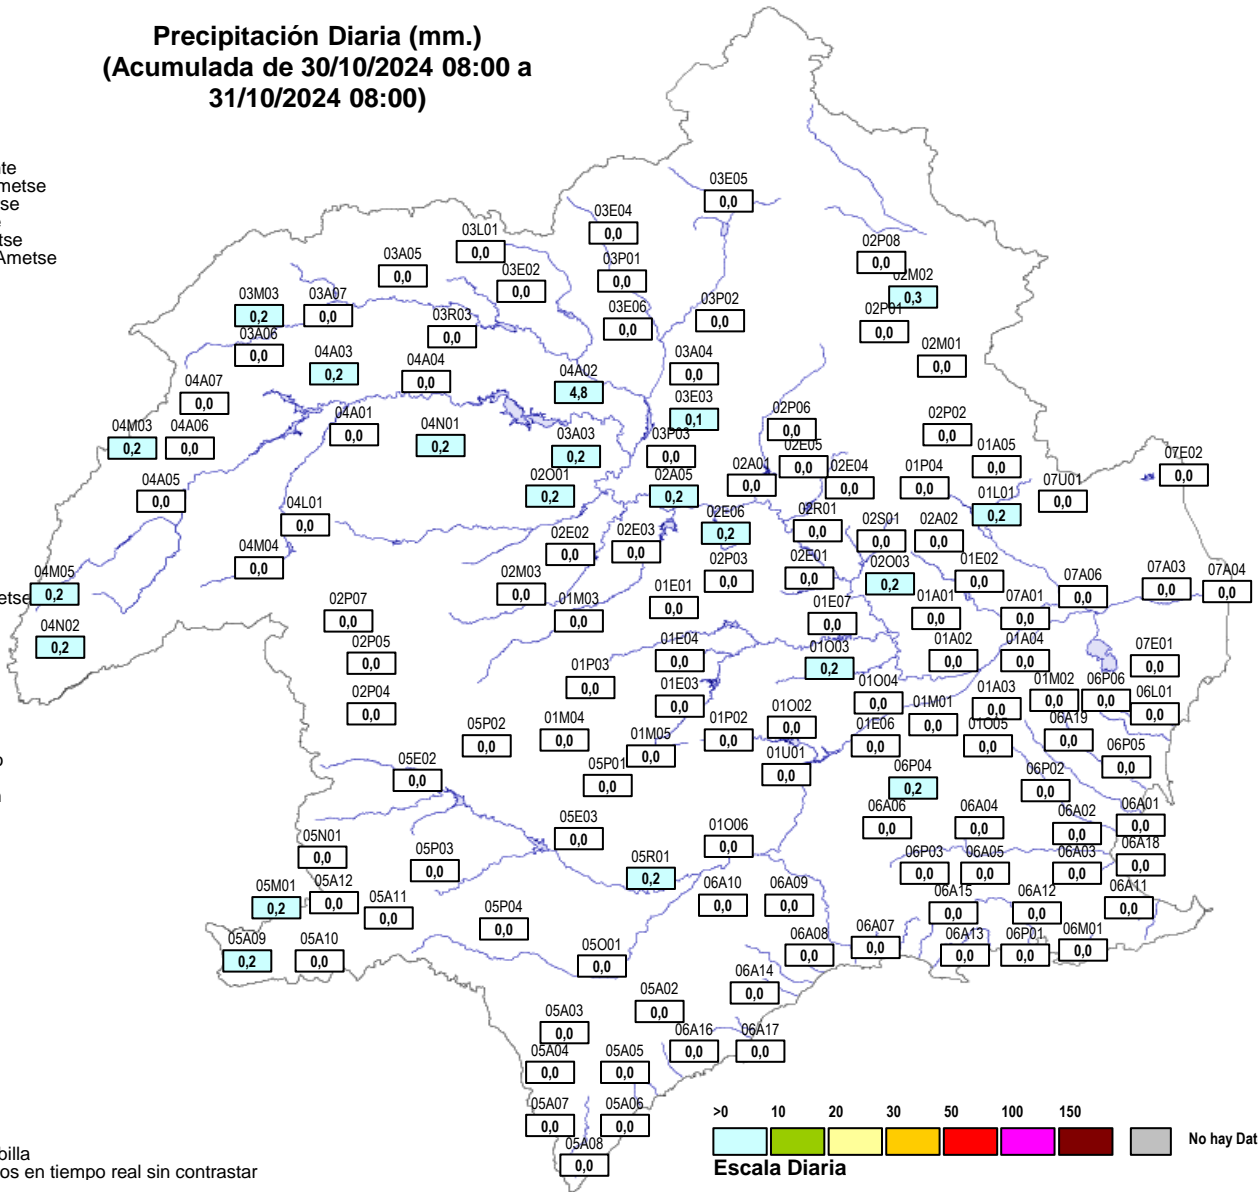 Precipitación Diaria (mm.)
(Acumulada de 30/10/2024 08:00 a
31/10/2024 08:00)
nte
metse
se
e
tse
Ametse
03E05
0,0
03E04
0,0
03L01
0,0
03A05
0,0
03P01
0,0
03E02
0,0
02P08
0,0
02M02
0,3
03M03
0,2
03A07
0,0
03P02
0,0
03E06
0,0
03R03
0,0
02P01
0,0
03A06
0,0
04A03
0,2
04A04
0,0
03A04
0,0
02M01
0,0
04A02
4,8
04A07
0,0
03E03
0,1
04A01
0,0
02P06
0,0
02P02
0,0
04M03
0,2
04A06
0,0
04N01
0,2
03A03
0,2
03P03
0,0
02E05
0,0
01A05
0,0
07E02
0,0
02O01
0,2
02A05
0,2
02A01
0,0
02E04
0,0
01P04
0,0
07U01
0,0
04A05
0,0
01L01
0,2
04L01
0,0
02E06
0,2
02R01
0,0
02S01
0,0
02A02
0,0
02E02
0,0
02E03
0,0
04M04
0,0
02P03
0,0
02E01
0,0
02O03
0,2
01E02
0,0
07A03
0,0
07A04
0,0
04M05
0,2
etse
02M03
0,0
07A06
0,0
01E01
0,0
02P07
0,0
01M03
0,0
01E07
0,0
01A01
0,0
07A01
0,0
04N02
0,2
02P05
0,0
01E04
0,0
01O03
0,2
01A02
0,0
01A04
0,0
07E01
0,0
01P03
0,0
01E03
0,0
01O04
0,0
01A03
0,0
01M02
0,0
06P06
0,0
06L01
0,0
02P04
0,0
01M01
0,0
05P02
0,0
01M04
0,0
01P02
0,0
01O02
0,0
01E06
0,0
01O05
0,0
06A19
0,0
01M05
0,0
06P05
0,0
o
05E02
0,0
05P01
0,0
01U01
0,0
06P04
0,2
06P02
0,0
06A06
0,0
06A04
0,0
06A02
0,0
06A01
0,0
05E03
0,0
01O06
0,0
05N01
0,0
05P03
0,0
05R01
0,2
06P03
0,0
06A05
0,0
06A03
0,0
06A18
0,0
05M01
0,2
05A12
0,0
05A11
0,0
06A10
0,0
06A09
0,0
06A15
0,0
06A12
0,0
06A11
0,0
05P04
0,0
05A09
0,2
05A10
0,0
05O01
0,0
06A08
0,0
06A07
0,0
06A13
0,0
06P01
0,0
06M01
0,0
06A14
0,0
05A02
0,0
05A03
0,0
06A16
0,0
06A17
0,0
05A04
0,0
05A05
0,0
05A07
0,0
05A06
0,0
05A08
0,0
>0 10 20 30 50 100 150
No hay Dat
Escala Diaria
billa
os en tiempo real sin contrastar